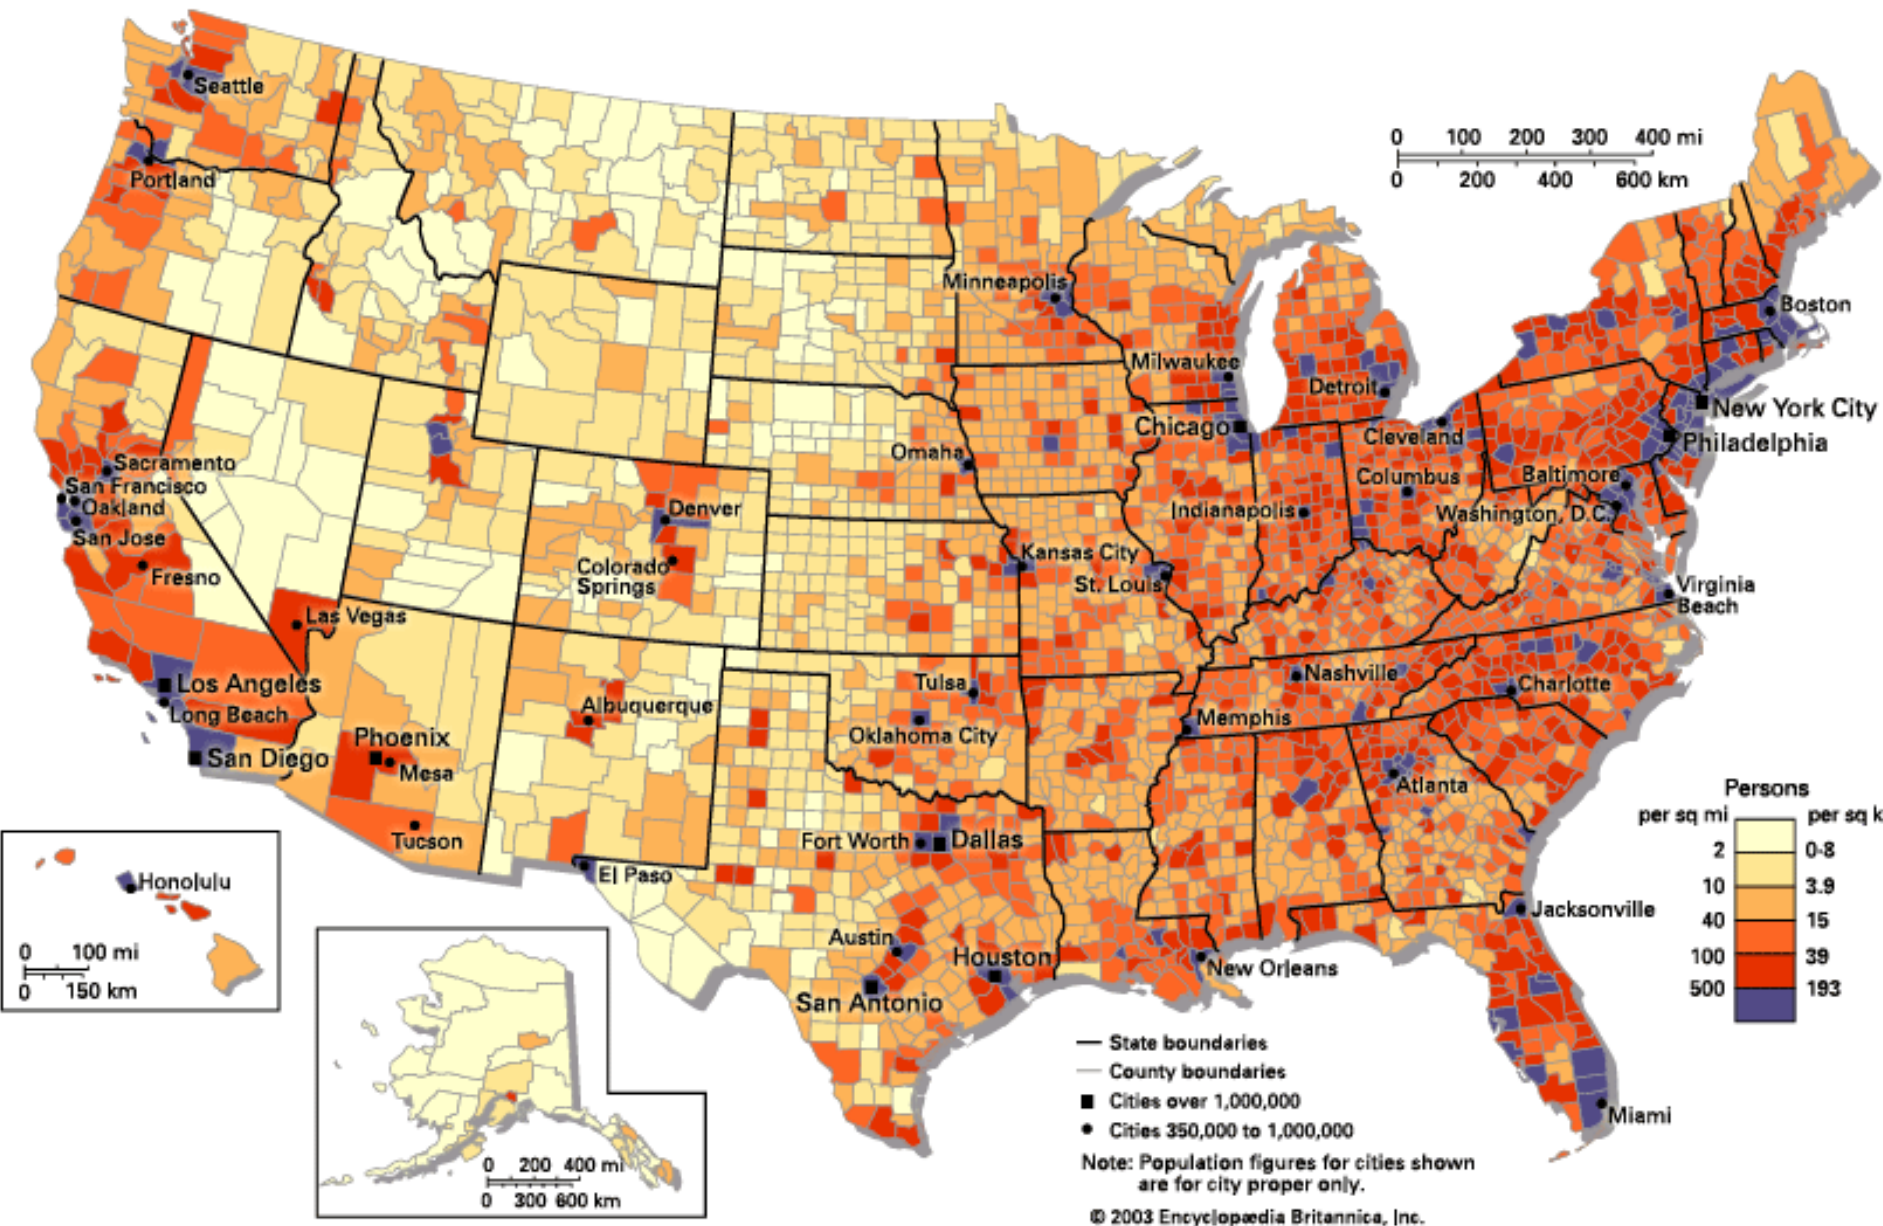 Seattle
Portland
0 100 200 300 400 mi
0 200 400 600 km
Minneapolis
Boston
Milwaukee
Detroit
New York City
Chicago
Cleveland
Philadelphia
Omaha
Sacramento
San Francisco
Oakland
San Jose
Columbus
Baltimore
Denver
Indianapolis
Washington, D.C.
Kansas City
St. Louis
Colorado
Springs
Fresno
Virginia
Beach
Las Vegas
Los Angeles
Long Beach
Albuquerque
Tulsa
Nashville
Charlotte
Memphis
Oklahoma City
Phoenix
San Diego
Mesa
Atlanta
Tucson
Fort Worth
Dallas
El Paso
Honolulu
0 100 mi
0 150 km
Austin
Houston
San Antonio
New Orleans
Jacksonville
Miami
Persons
per sq mi per sq k
2 0-8
10 3.9
40 15
100 39
500 193
0 200 400 mi
0 300 600 km
State boundaries
County boundaries
Cities over 1,000,000
Cities 350,000 to 1,000,000
Note: Population figures for cities shown
are for city proper only.
© 2003 Encyclopædia Britannica, Inc.